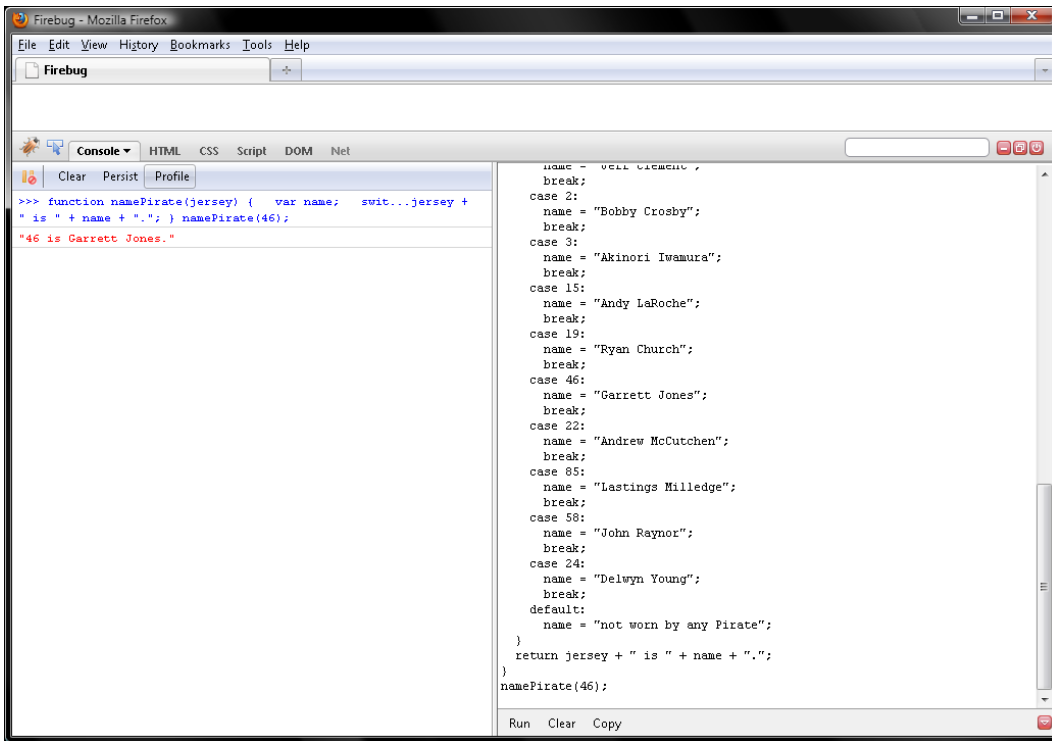 Firebug - Mozilla Firefox
File Edit View History Bookmarks Tools Help
Firebug
Console HTML CSS Script DOM Net
Clear Persist Profile
>>> function namePirate(jersey) { var name; swit...jersey +
" is " + name + "."; } namePirate(46);
"46 is Garrett Jones."
name = "Jeff Clement";
break;
case 2:
name = "Bobby Crosby";
break;
case 3:
name = "Akinori Iwamura";
break;
case 15:
name = "Andy LaRoche";
break;
case 19:
name = "Ryan Church";
break;
case 46:
name = "Garrett Jones";
break;
case 22:
name = "Andrew McCutchen";
break;
case 85:
name = "Lastings Milledge";
break;
case 58:
name = "John Raynor";
break;
case 24:
name = "Delwyn Young";
break;
default:
name = "not worn by any Pirate";
}
return jersey + " is " + name + ".";
}
namePirate(46);
Run Clear Copy